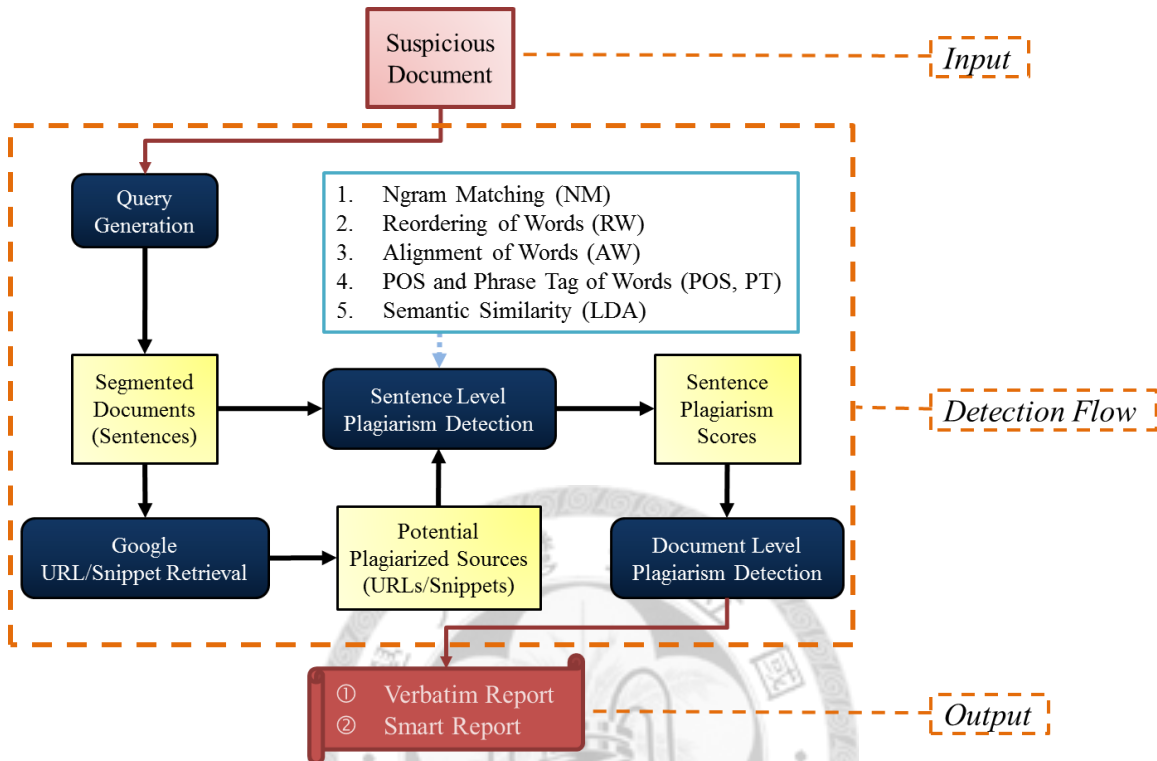 Suspicious
Document
Input
Query
Generation
1. Ngram Matching (NM)
2. Reordering of Words (RW)
3. Alignment of Words (AW)
4. POS and Phrase Tag of Words (POS, PT)
5. Semantic Similarity (LDA)
Segmented
Documents
(Sentences)
Sentence Level
Plagiarism Detection
Sentence
Plagiarism
Scores
Detection Flow
Google
URL/Snippet Retrieval
Potential
Plagiarized Sources
(URLs/Snippets)
Document Level
Plagiarism Detection
① Verbatim Report
② Smart Report
Output